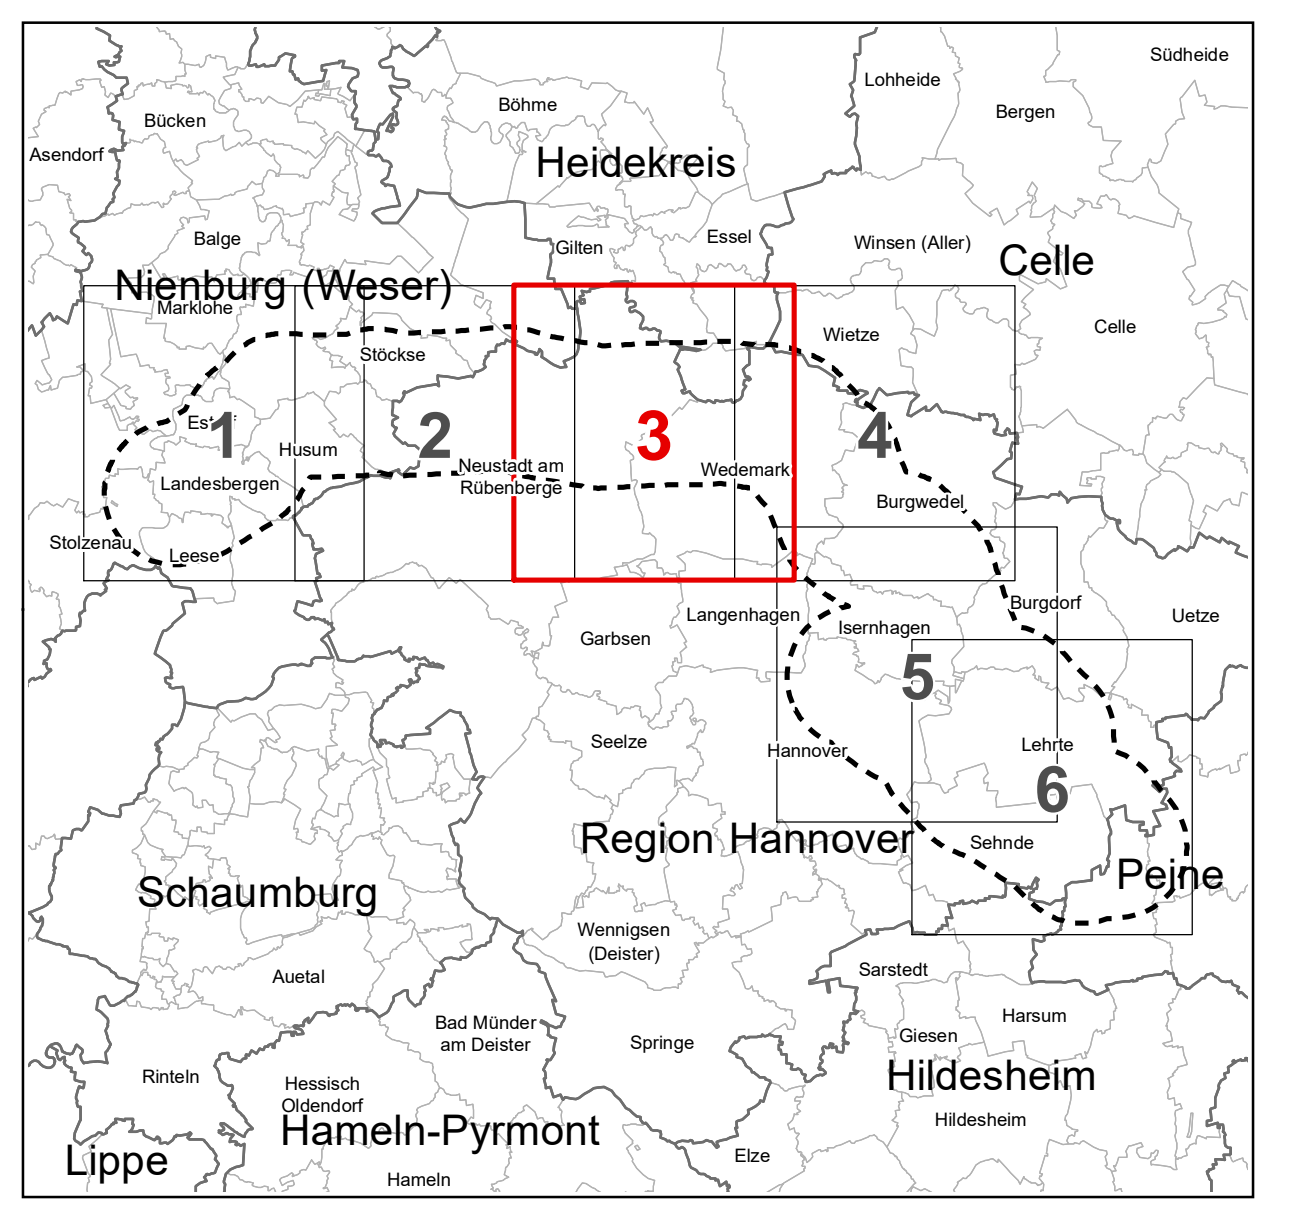 Südheide
Lohheide
Böhme
Bergen
Bücken
Asendorf
Heidekreis
Balge
Gilten
Essel
Winsen (Aller)
Celle
Nienburg (Weser)
Marklohe
Celle
Wietze
Stöckse
1
2
3
4
Husum
Neustadt am
Rübenberge
Wedemark
Landesbergen
Burgwedel
Stolzenau
Leese
Burgdorf
Langenhagen
Uetze
Isernhagen
Garbsen
5
Seelze
Lehrte
Hannover
6
Region Hannover
Sehnde
Peine
Schaumburg
Wennigsen
(Deister)
Sarstedt
Auetal
Harsum
Bad Münder
am Deister
Giesen
Springe
Rinteln
Hildesheim
Hessisch
Oldendorf
Hildesheim
Hameln-Pyrmont
Elze
Lippe
Hameln